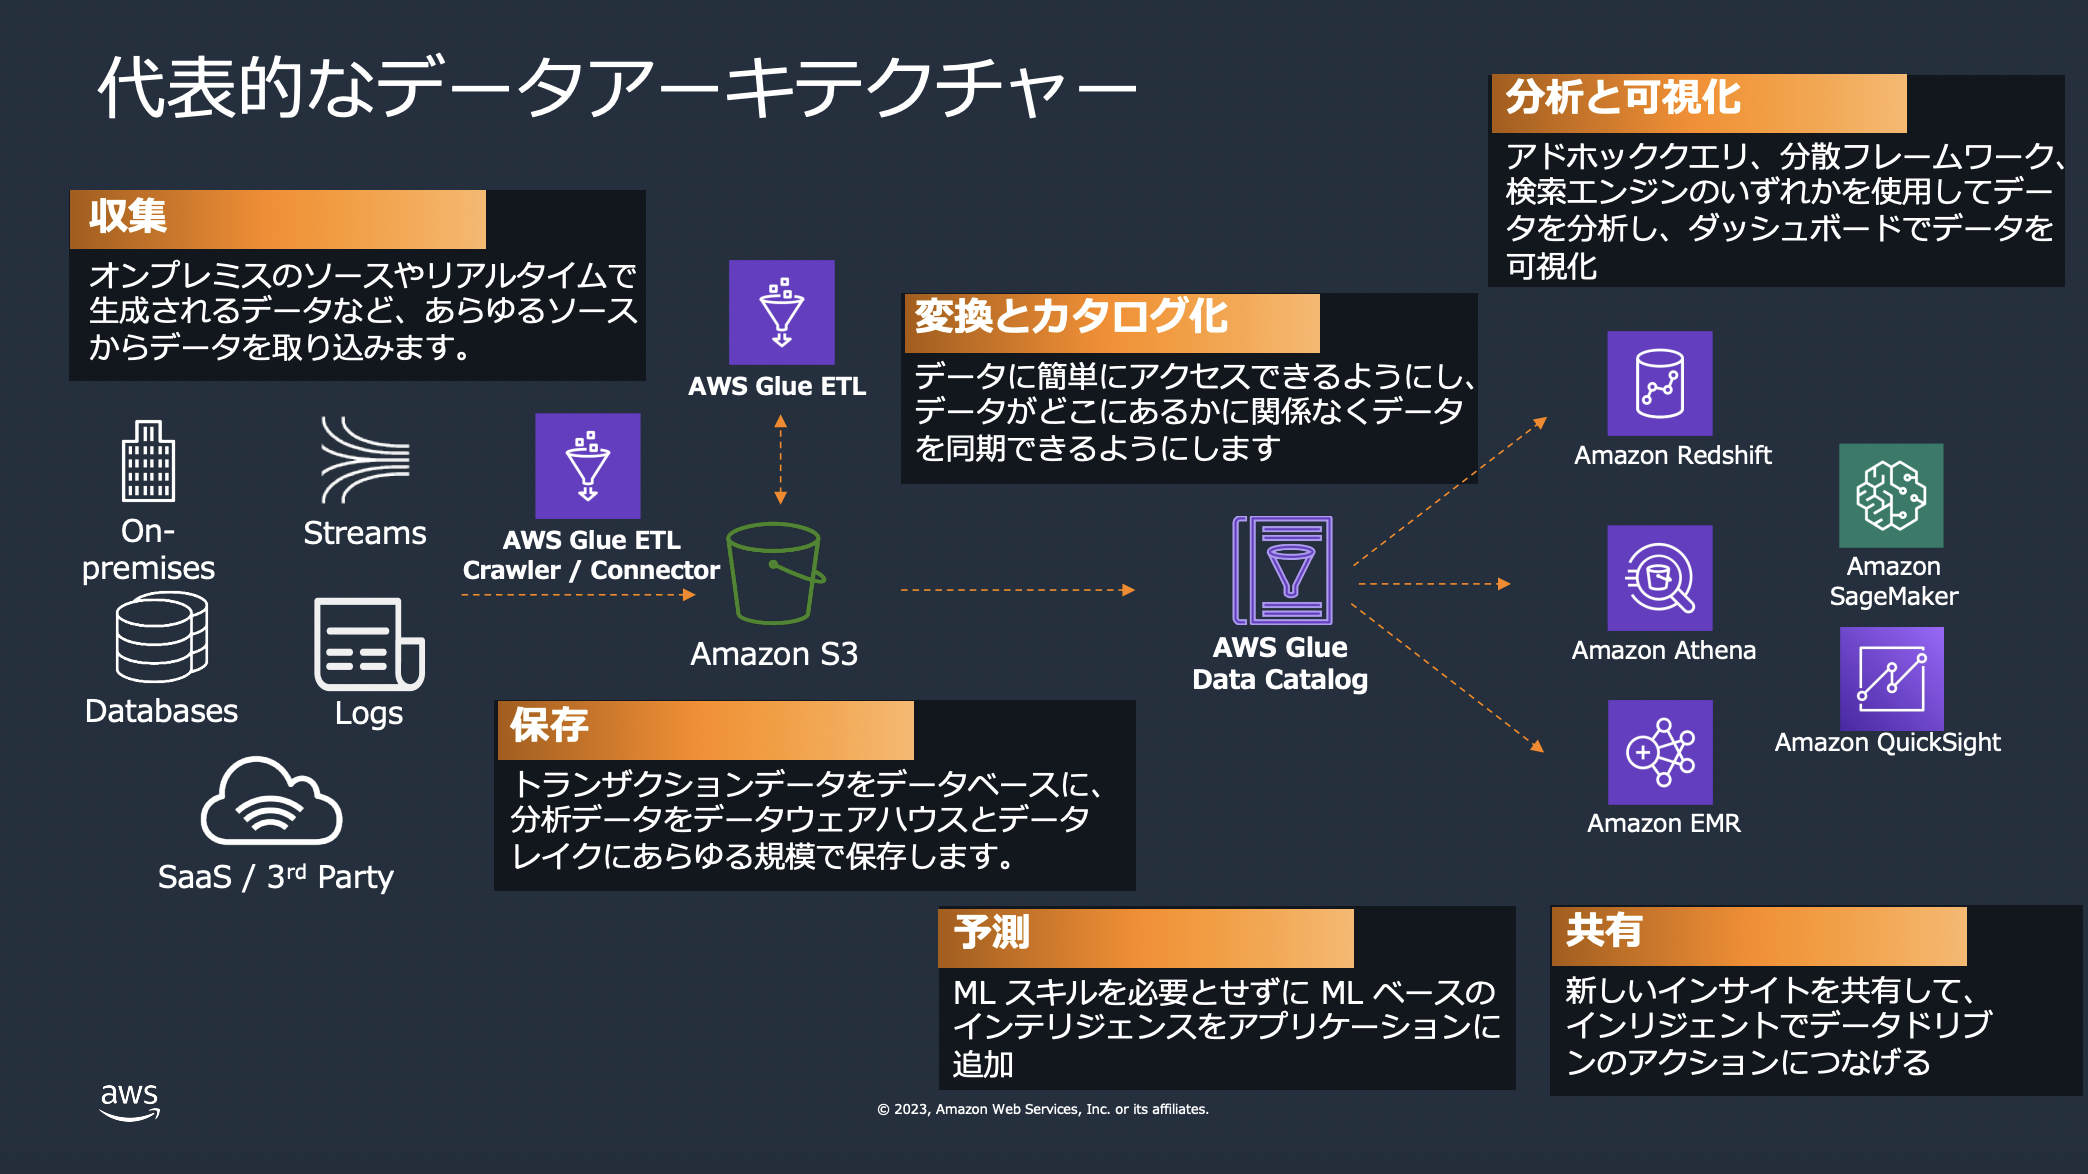 代表的なデータアーキテクチャー
収集
オンプレミスのソースやリアルタイムで
生成されるデータなど、あらゆるソース
からデータを取り込みます。
On-
premises
Streams
Databases
Logs
SaaS / 3rd Party
AWS Glue ETL
Crawler / Connector
AWS Glue ETL
Amazon S3
保存
トランザクションデータをデータベースに、
分析データをデータウェアハウスとデータ
レイクにあらゆる規模で保存します。
変換とカタログ化
データに簡単にアクセスできるようにし、
データがどこにあるかに関係なくデータ
を同期できるようにします
AWS Glue
Data Catalog
分析と可視化
アドホッククエリ、分散フレームワーク、
検索エンジンのいずれかを使用してデー
タを分析し、ダッシュボードでデータを
可視化
Amazon Redshift
Amazon Athena
Amazon EMR
Amazon
SageMaker
Amazon QuickSight
予測
ML スキルを必要とせずに ML ベースの
インテリジェンスをアプリケーションに
追加
共有
新しいインサイトを共有して、
インリジェントでデータドリブ
ンのアクションにつなげる
aws
© 2023, Amazon Web Services, Inc. or its affiliates.